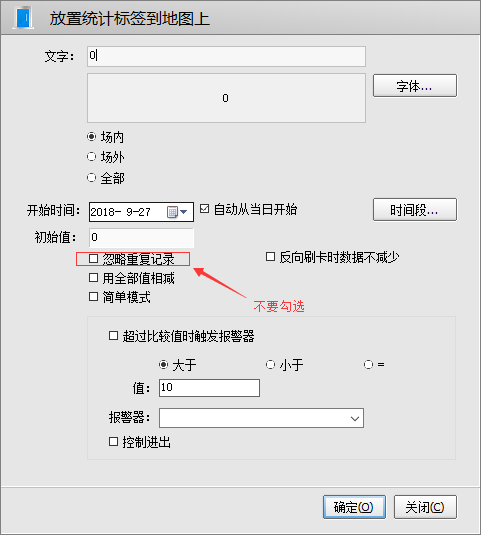 放置统计标签到地图上
文字： 0
0
字体...
场内
场外
全部
开始时间： 2018- 9-27 自动从当日开始 时间段...
初始值： 0
忽略重复记录 反向刷卡时数据不减少
用全部值相减
简单模式
不要勾选
超过比较值时触发报警器
大于 小于 =
值： 10
报警器：
控制进出
确定(O) 关闭(C)